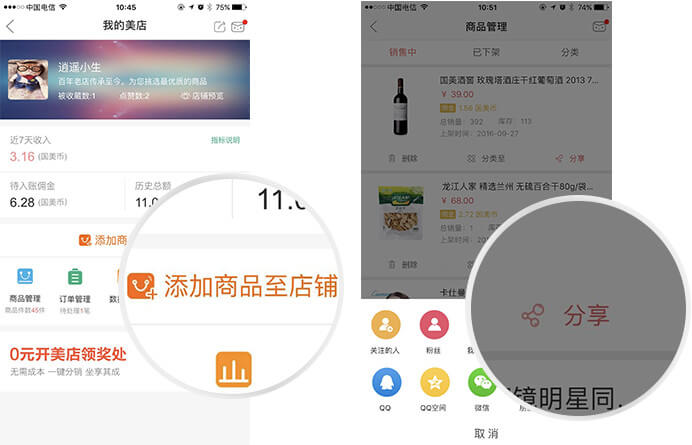 中国电信
10:45
75%
我的美店
逍遥小生
百年老店传承至今，为您挑选最优质的商品
被收藏数:1 点赞数:2 店铺预览
近7天收入 指标说明
3.16 (国美币)
待入账佣金 历史总额
6.28 (国美币) 11.0
11.0
添加商
添加商品至店铺
商品管理 订单管理 数据
商品件数45件 待处理1笔
0元开美店领奖处
无需成本 一键分销 坐享其成
中国电信
10:51
74%
商品管理
销售中 已下架 分类
国美酒窖 玫瑰塔酒庄干红葡萄酒 2013 7...
¥ 39.00
佣金 1.56 国美币
总销量：392 库存：113
上架时间：2016-09-27
删除 分类至 分享
龙江人家 精选兰州 无硫百合干80g/袋...
¥ 68.00
佣金 2.72 国美币
总销量：1 库
上架时间：20
删除
卡仕曼
分享
镜明星同.
关注的人 粉丝 我
QQ QQ空间 微信 朋
取 消